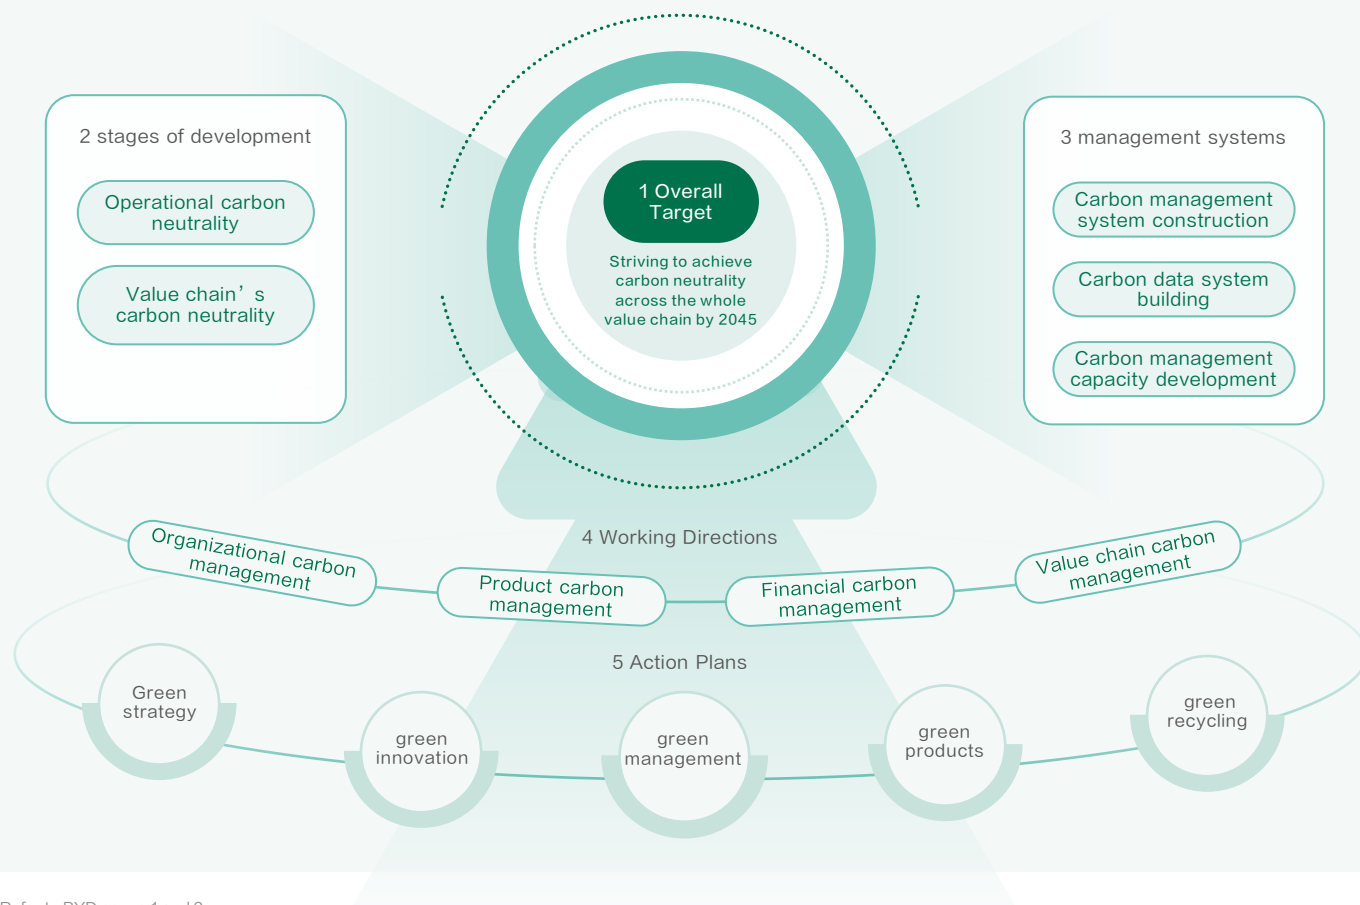 2 stages of development
Operational carbon
neutrality
Value chain’s
carbon neutrality
1 Overall
Target
Striving to achieve
carbon neutrality
across the whole
value chain by 2045
3 management systems
Carbon management
system construction
Carbon data system
building
Carbon management
capacity development
4 Working Directions
Organizational carbon
management
Product carbon
management
Financial carbon
management
Value chain carbon
management
5 Action Plans
Green
strategy
green
innovation
green
management
green
products
green
recycling